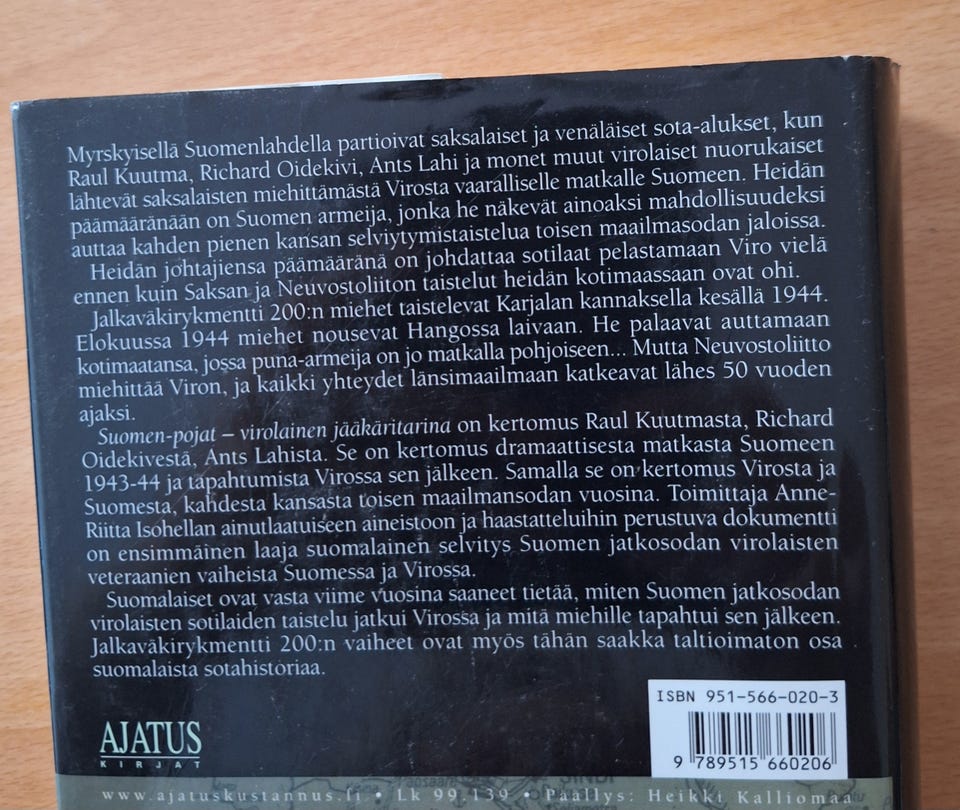 Myrskyisellä Suomenlahdella partioivat saksalaiset ja venäläiset sota-alukset, kun
Raul Kuutma, Richard Oidekivi, Ants Lahi ja monet muut virolaiset nuorukaiset
lähtevät saksalaisten miehittämästä Virosta vaaralliselle matkalle Suomeen. Heidän
päämääränään on Suomen armeija, jonka he näkevät ainoaksi mahdollisuudeksi
auttaa kahden pienen kansan selviytymistaistelua toisen maailmasodan jaloissa.
Heidän johtajiensa päämääränä on johdattaa sotilaat pelastamaan Viro vielä
ennen kuin Saksan ja Neuvostoliiton taistelut heidän kotimaassaan ovat ohi.
Jalkaväkirykmentti 200:n miehet taistelevat Karjalan kannaksella kesällä 1944.
Elokuussa 1944 miehet nousevat Hangossa laivaan. He palaavat auttamaan
kotimaatansa, jossa puna-armeija on jo matkalla pohjoiseen... Mutta Neuvostoliitto
miehittää Viron, ja kaikki yhteydet länsimaailmaan katkeavat lähes 50 vuoden
ajaksi.
Suomen-pojat – virolainen jääkäritarina on kertomus Raul Kuutmasta, Richard
Oidekivestä, Ants Lahista. Se on kertomus dramaattisesta matkasta Suomeen
1943-44 ja tapahtumista Virossa sen jälkeen. Samalla se on kertomus Virosta ja
Suomesta, kahdesta kansasta toisen maailmansodan vuosina. Toimittaja Anne-
Riitta Isohellan ainutlaatuiseen aineistoon ja haastatteluihin perustuva dokumentti
on ensimmäinen laaja suomalainen selvitys Suomen jatkosodan virolaisten
veteraanien vaiheista Suomessa ja Virossa.
Suomalaiset ovat vasta viime vuosina saaneet tietää, miten Suomen jatkosodan
virolaisten sotilaiden taistelu jatkui Virossa ja mitä miehille tapahtui sen jälkeen.
Jalkaväkirykmentti 200:n vaiheet ovat myös tähän saakka taltioimaton osa
suomalaista sotahistoriaa.
ISBN 951-566-020-3
AJATUS
KIRJAT
9 789515 660206
SINDI
www.ajatuskustannus.fi • Lk 99.139 • Päällys: Heikki Kalliomaa